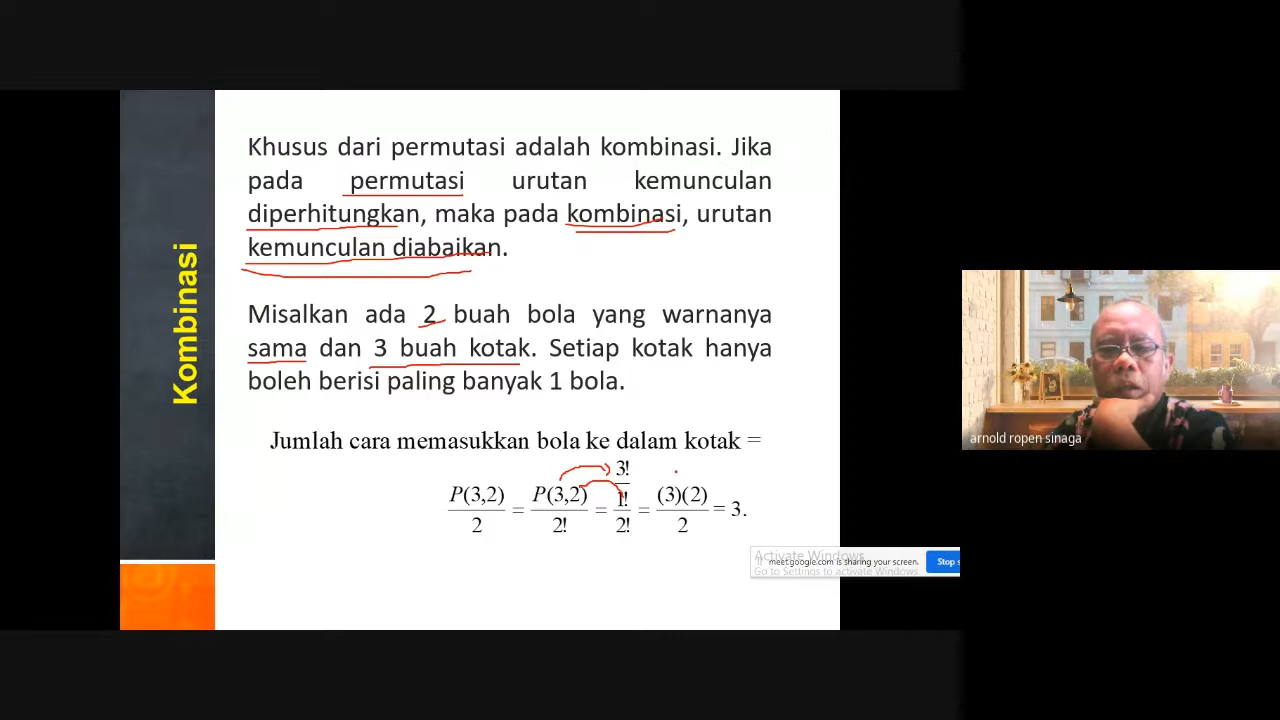 Kombinasi
Khusus dari permutasi adalah kombinasi. Jika
pada permutasi urutan kemunculan
diperhitungkan, maka pada kombinasi, urutan
kemunculan diabaikan.
Misalkan ada 2 buah bola yang warnanya
sama dan 3 buah kotak. Setiap kotak hanya
boleh berisi paling banyak 1 bola.
Jumlah cara memasukkan bola ke dalam kotak =
P(3,2)/2 = P(3,2)/2! = (3!/1!)/2! = (3)(2)/2 = 3.
Activate Windows
meet.google.com is sharing your screen.
Stop s
Go to Settings to activate Windows.
arnold ropen sinaga